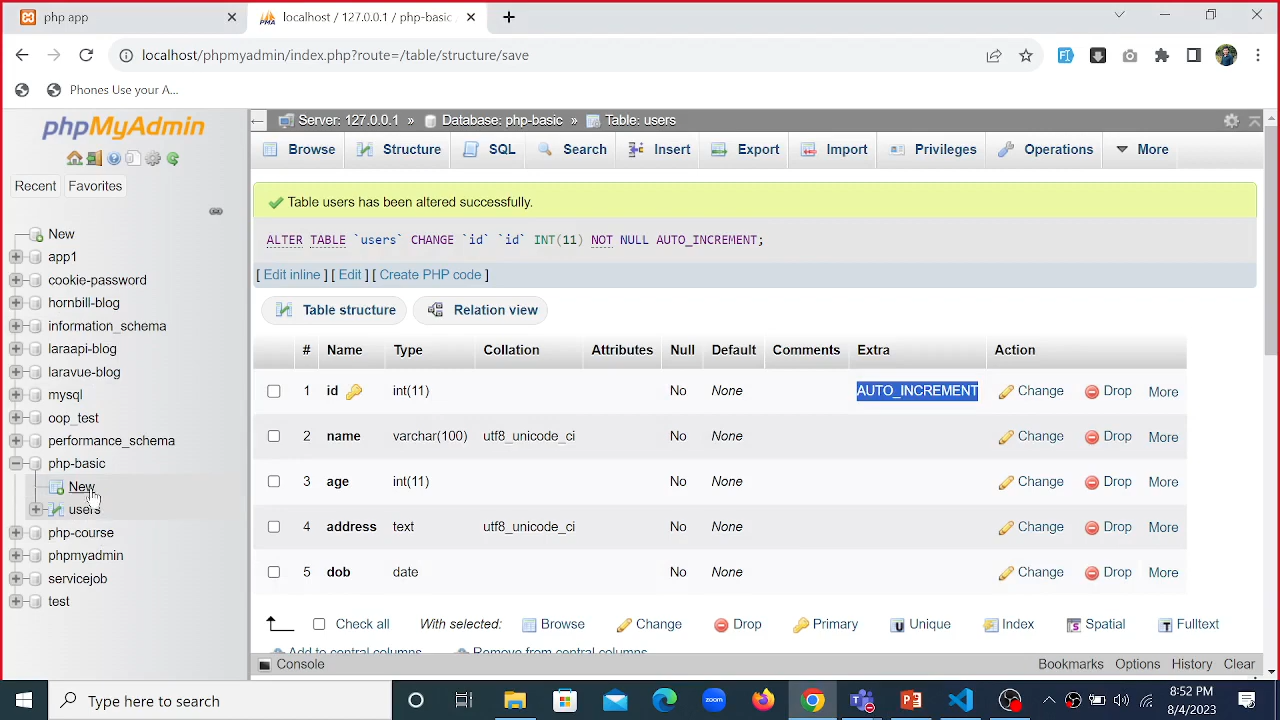 php app
localhost / 127.0.0.1 / php-basic
localhost/phpmyadmin/index.php?route=/table/structure/save
Phones Use your A...
phpMyAdmin
Recent Favorites
New
app1
cookie-password
hornbill-blog
information_schema
laraapi-blog
laravue-blog
mysql
oop_test
performance_schema
php-basic
New
users
php-course
phpmyadmin
servicejob
test
Server: 127.0.0.1 » Database: php-basic » Table: users
Browse Structure SQL Search Insert Export Import Privileges Operations More
Table users has been altered successfully.
ALTER TABLE `users` CHANGE `id` `id` INT(11) NOT NULL AUTO_INCREMENT;
[ Edit inline ] [ Edit ] [ Create PHP code ]
Table structure Relation view
# Name Type Collation Attributes Null Default Comments Extra Action
1 id int(11) No None AUTO_INCREMENT Change Drop More
2 name varchar(100) utf8_unicode_ci No None Change Drop More
3 age int(11) No None Change Drop More
4 address text utf8_unicode_ci No None Change Drop More
5 dob date No None Change Drop More
Check all With selected: Browse Change Drop Primary Unique Index Spatial Fulltext
Add to central columns Remove from central columns
Console Bookmarks Options History Clear
Type here to search
zoom
8:52 PM
8/4/2023